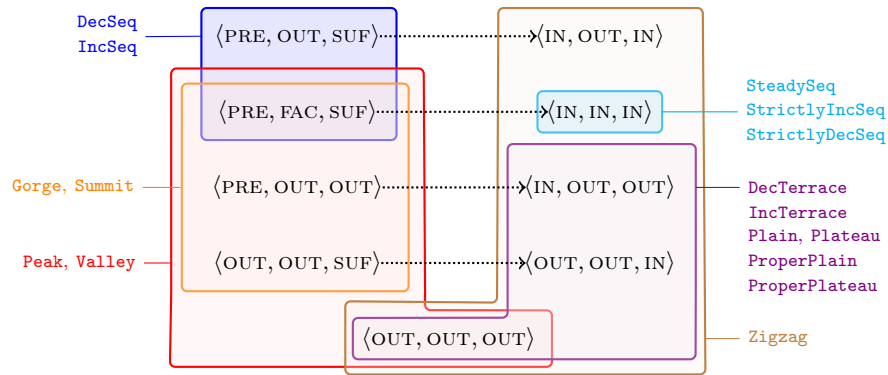 DecSeq
IncSeq
⟨PRE, OUT, SUF⟩
⟨IN, OUT, IN⟩
⟨PRE, FAC, SUF⟩
⟨IN, IN, IN⟩
SteadySeq
StrictlyIncSeq
StrictlyDecSeq
Gorge, Summit
⟨PRE, OUT, OUT⟩
⟨IN, OUT, OUT⟩
DecTerrace
IncTerrace
Plain, Plateau
ProperPlain
ProperPlateau
Peak, Valley
⟨OUT, OUT, SUF⟩
⟨OUT, OUT, IN⟩
⟨OUT, OUT, OUT⟩
Zigzag